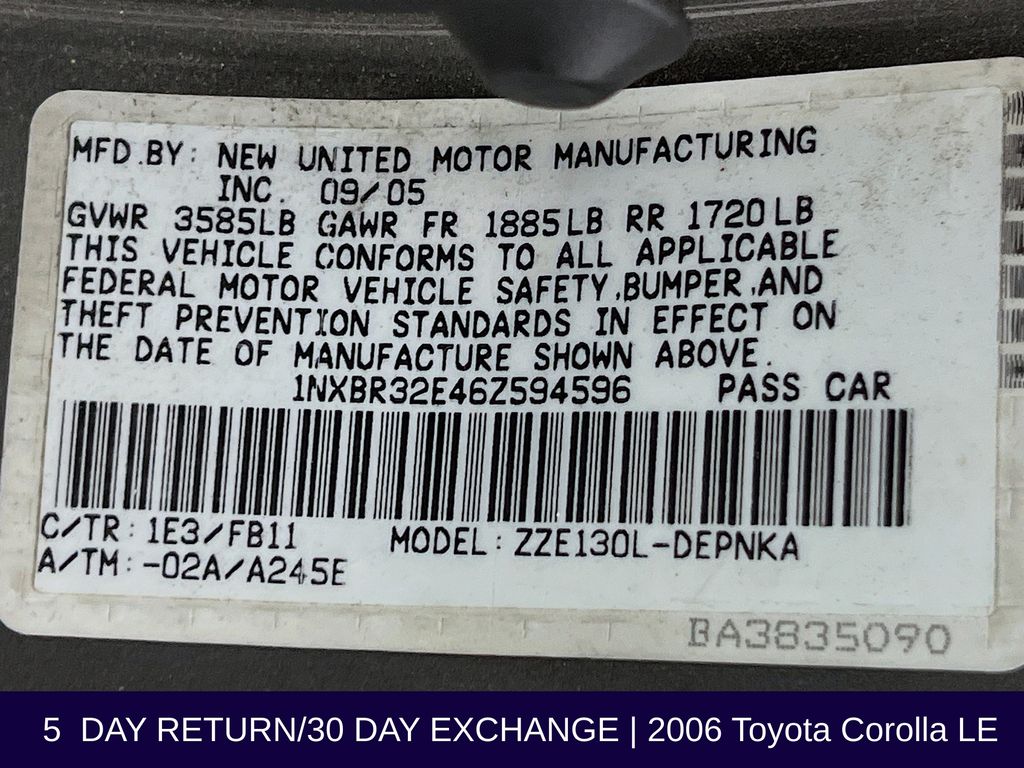 MFD.BY: NEW UNITED MOTOR MANUFACTURING
INC. 09/05
GVWR 3585LB GAWR FR 1885LB RR 1720LB
THIS VEHICLE CONFORMS TO ALL APPLICABLE
FEDERAL MOTOR VEHICLE SAFETY,BUMPER,AND
THEFT PREVENTION STANDARDS IN EFFECT ON
THE DATE OF MANUFACTURE SHOWN ABOVE.
1NXBR32E46Z594596 PASS CAR
C/TR: 1E3/FB11 MODEL: ZZE130L-DEPNKA
A/TM: -02A/A245E
BA3835090
5 DAY RETURN/30 DAY EXCHANGE | 2006 Toyota Corolla LE